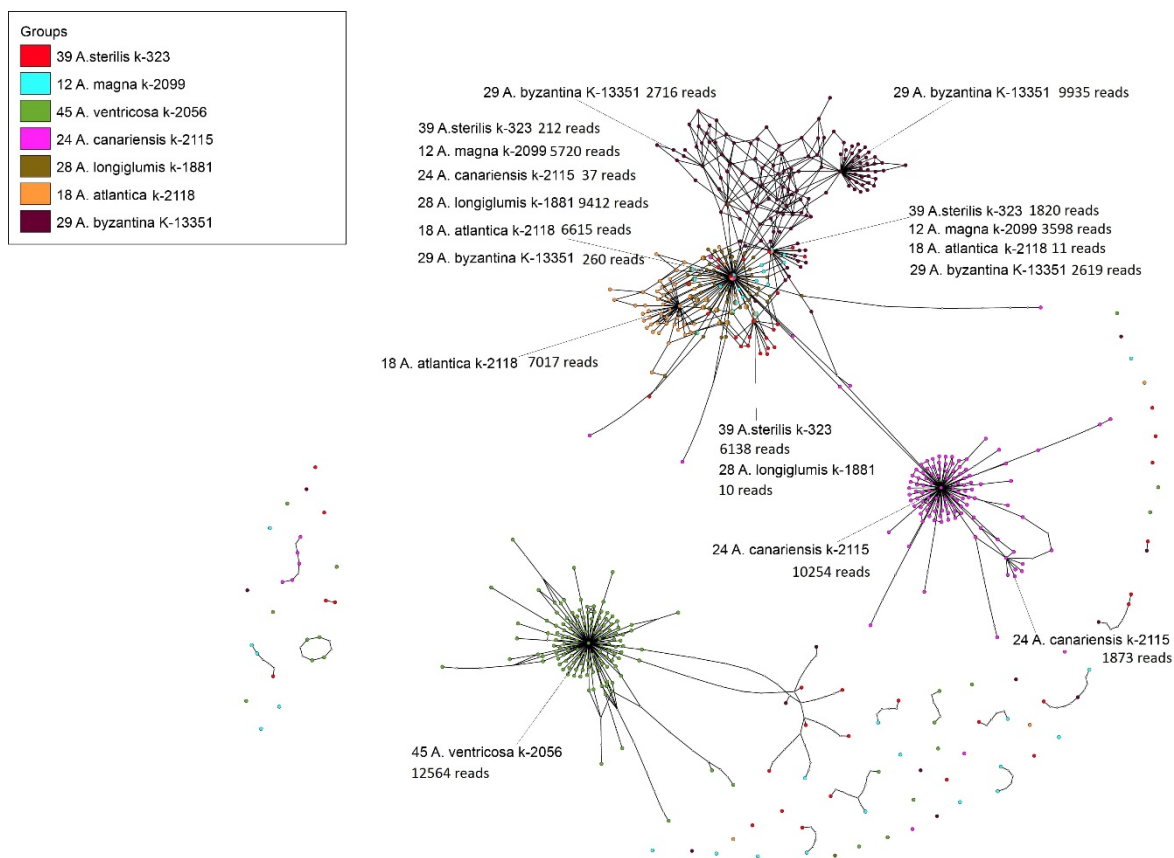 Groups
39 A.sterilis k-323
12 A. magna k-2099
45 A. ventricosa k-2056
24 A. canariensis k-2115
28 A. longiglumis k-1881
18 A. atlantica k-2118
29 A. byzantina K-13351
29 A. byzantina K-13351 2716 reads
29 A. byzantina K-13351 9935 reads
39 A.sterilis k-323 212 reads
12 A. magna k-2099 5720 reads
24 A. canariensis k-2115 37 reads
28 A. longiglumis k-1881 9412 reads
18 A. atlantica k-2118 6615 reads
29 A. byzantina K-13351 260 reads
39 A.sterilis k-323 1820 reads
12 A. magna k-2099 3598 reads
18 A. atlantica k-2118 11 reads
29 A. byzantina K-13351 2619 reads
18 A. atlantica k-2118 7017 reads
39 A.sterilis k-323
6138 reads
28 A. longiglumis k-1881
10 reads
24 A. canariensis k-2115
10254 reads
24 A. canariensis k-2115
1873 reads
45 A. ventricosa k-2056
12564 reads